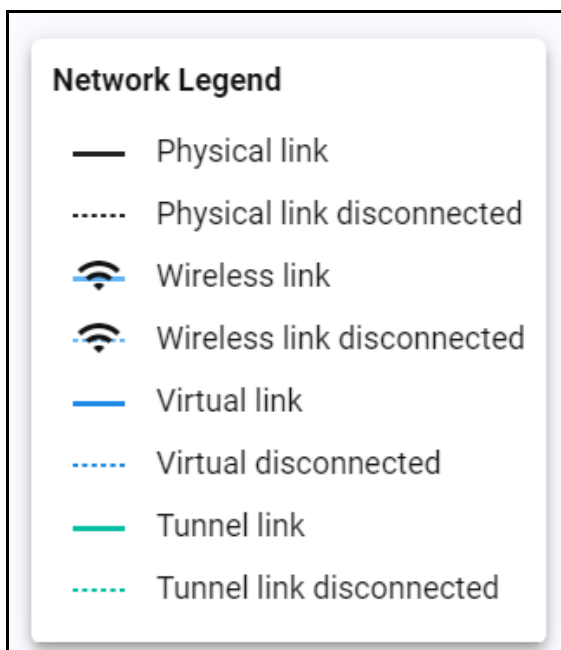 Network Legend
Physical link
Physical link disconnected
Wireless link
Wireless link disconnected
Virtual link
Virtual disconnected
Tunnel link
Tunnel link disconnected